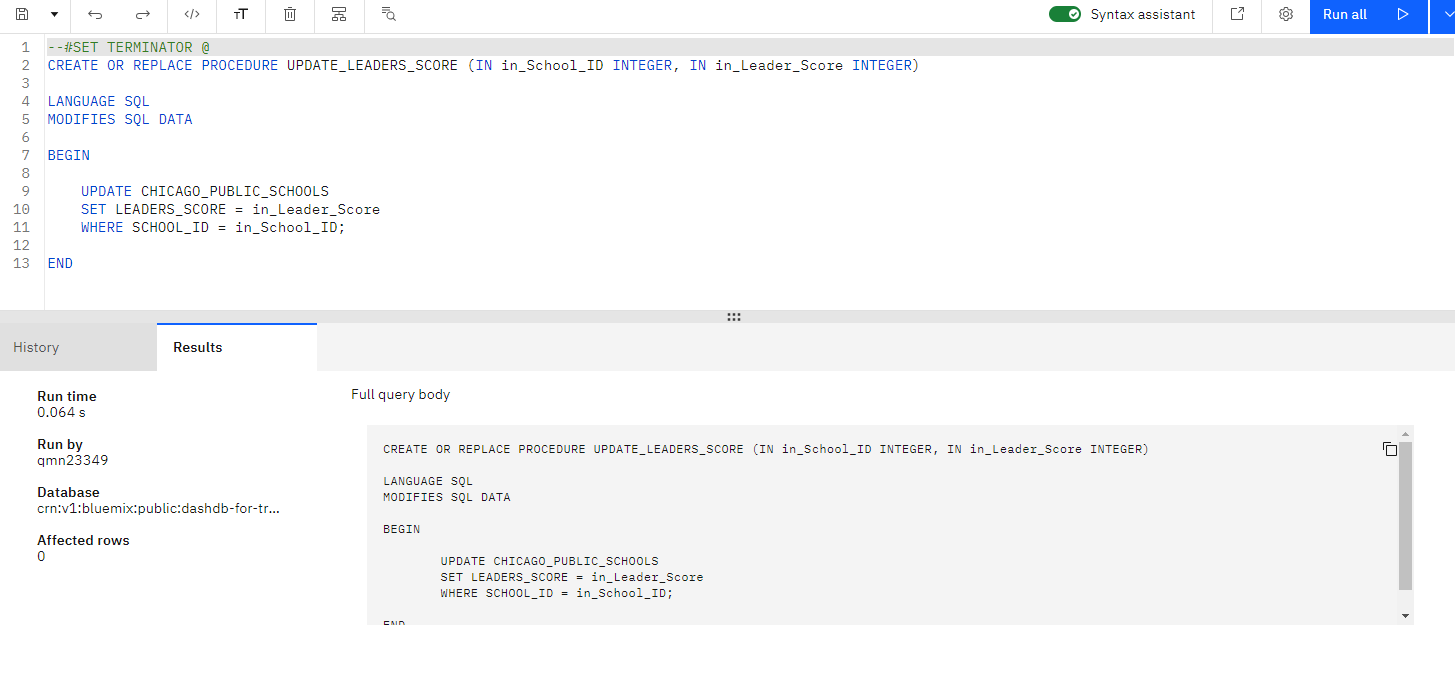 </> тT Syntax assistant Run all
1 --#SET TERMINATOR @
2 CREATE OR REPLACE PROCEDURE UPDATE_LEADERS_SCORE (IN in_School_ID INTEGER, IN in_Leader_Score INTEGER)
3
4 LANGUAGE SQL
5 MODIFIES SQL DATA
6
7 BEGIN
8
9 UPDATE CHICAGO_PUBLIC_SCHOOLS
10 SET LEADERS_SCORE = in_Leader_Score
11 WHERE SCHOOL_ID = in_School_ID;
12
13 END
History Results
Run time
0.064 s
Run by
qmn23349
Database
crn:v1:bluemix:public:dashdb-for-tr...
Affected rows
0
Full query body
CREATE OR REPLACE PROCEDURE UPDATE_LEADERS_SCORE (IN in_School_ID INTEGER, IN in_Leader_Score INTEGER)
LANGUAGE SQL
MODIFIES SQL DATA
BEGIN
UPDATE CHICAGO_PUBLIC_SCHOOLS
SET LEADERS_SCORE = in_Leader_Score
WHERE SCHOOL_ID = in_School_ID;
END